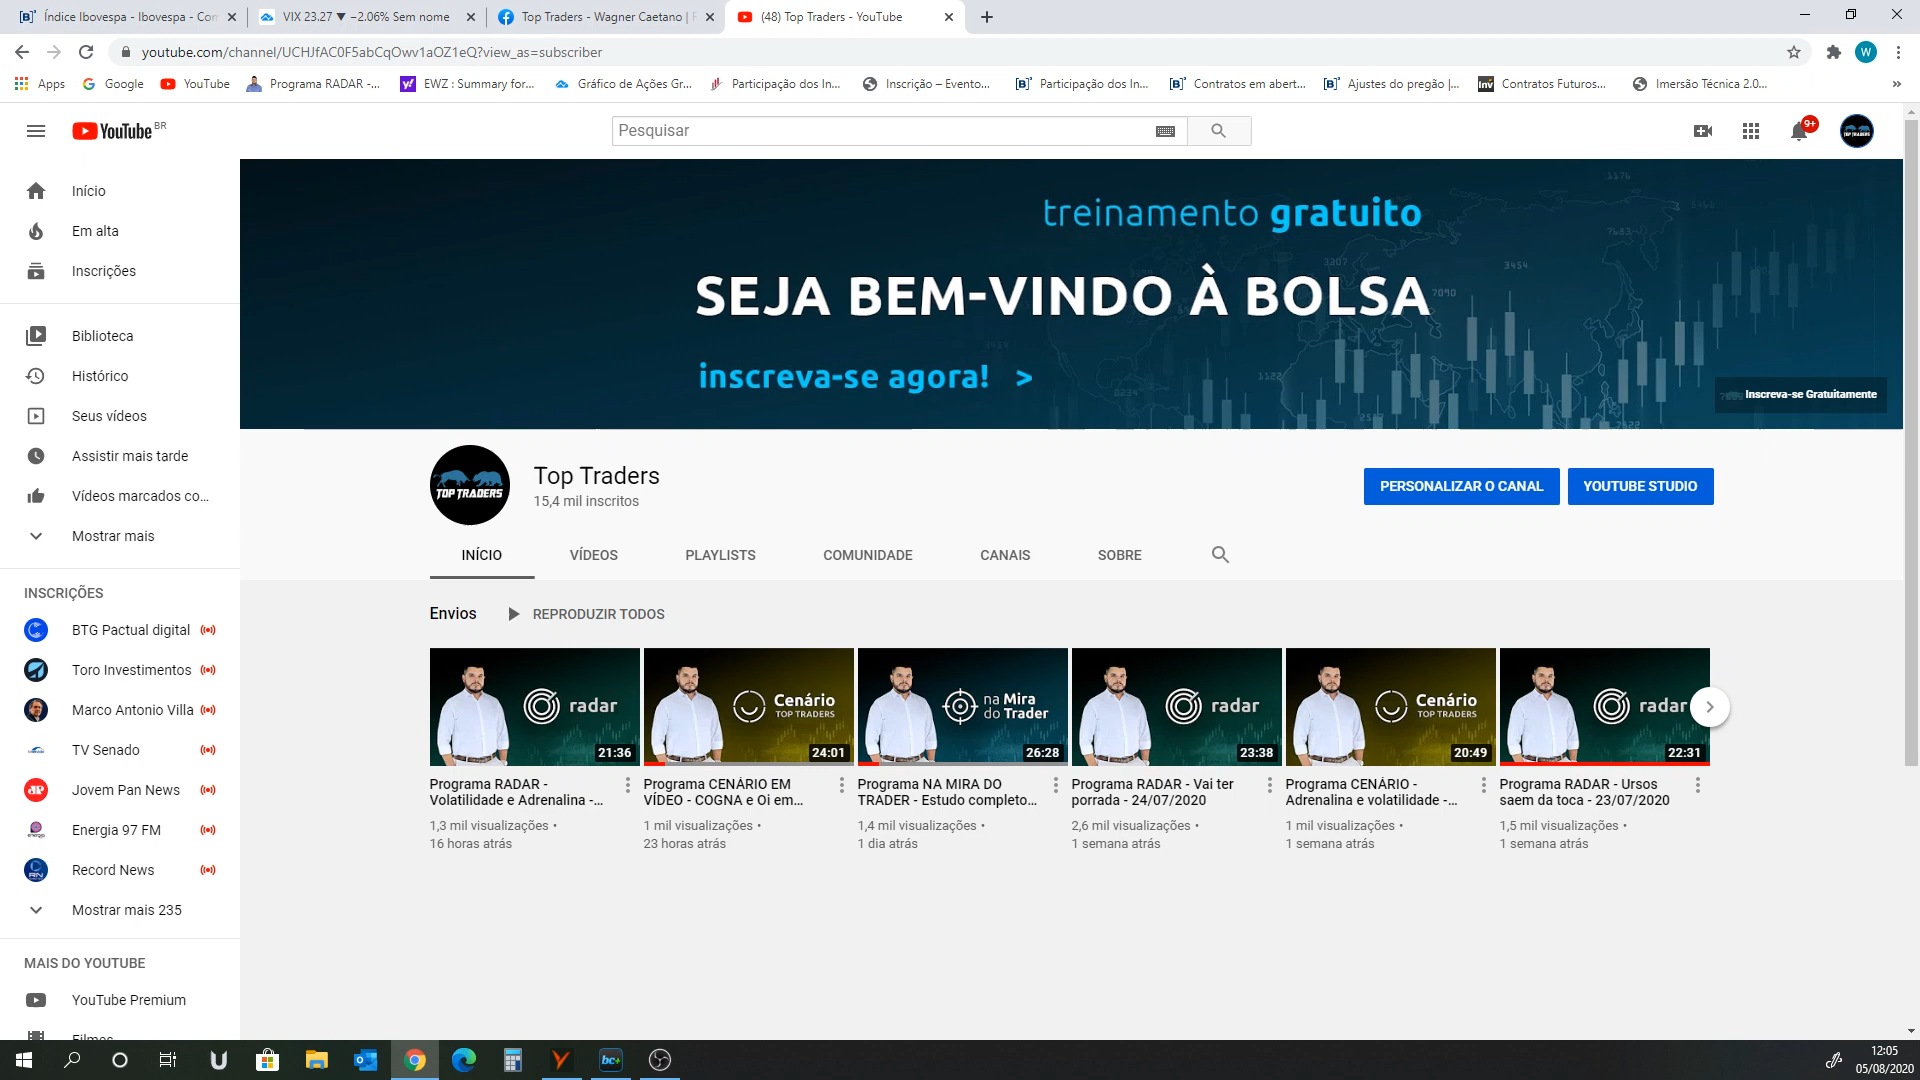 Índice Ibovespa - Ibovespa - Con
VIX 23.27 ▼ −2.06% Sem nome
Top Traders - Wagner Caetano |
(48) Top Traders - YouTube
youtube.com/channel/UCHJfAC0F5abCqOwv1aOZ1eQ?view_as=subscriber
W
Apps
Google
YouTube
Programa RADAR -...
EWZ : Summary for...
Gráfico de Ações Gr...
Participação dos In...
Inscrição – Evento...
Participação dos In...
Contratos em abert...
Ajustes do pregão |...
Contratos Futuros...
Imersão Técnica 2.0...
YouTube BR
Pesquisar
9+
Início
Em alta
Inscrições
Biblioteca
Histórico
Seus vídeos
Assistir mais tarde
Vídeos marcados co...
Mostrar mais
INSCRIÇÕES
BTG Pactual digital
Toro Investimentos
Marco Antonio Villa
TV Senado
Jovem Pan News
Energia 97 FM
Record News
Mostrar mais 235
MAIS DO YOUTUBE
YouTube Premium
Filmes
treinamento gratuito
SEJA BEM-VINDO À BOLSA
inscreva-se agora! >
Inscreva-se Gratuitamente
TOP TRADERS
Top Traders
15,4 mil inscritos
PERSONALIZAR O CANAL
YOUTUBE STUDIO
INÍCIO
VÍDEOS
PLAYLISTS
COMUNIDADE
CANAIS
SOBRE
Envios
REPRODUZIR TODOS
radar
21:36
Programa RADAR -
Volatilidade e Adrenalina -...
1,3 mil visualizações •
16 horas atrás
Cenário
TOP TRADERS
24:01
Programa CENÁRIO EM
VÍDEO - COGNA e Oi em...
1 mil visualizações •
23 horas atrás
na Mira
do Trader
26:28
Programa NA MIRA DO
TRADER - Estudo completo...
1,4 mil visualizações •
1 dia atrás
radar
23:38
Programa RADAR - Vai ter
porrada - 24/07/2020
2,6 mil visualizações •
1 semana atrás
Cenário
TOP TRADERS
20:49
Programa CENÁRIO -
Adrenalina e volatilidade -...
1 mil visualizações •
1 semana atrás
radar
22:31
Programa RADAR - Ursos
saem da toca - 23/07/2020
1,5 mil visualizações •
1 semana atrás
bc+
12:05
05/08/2020